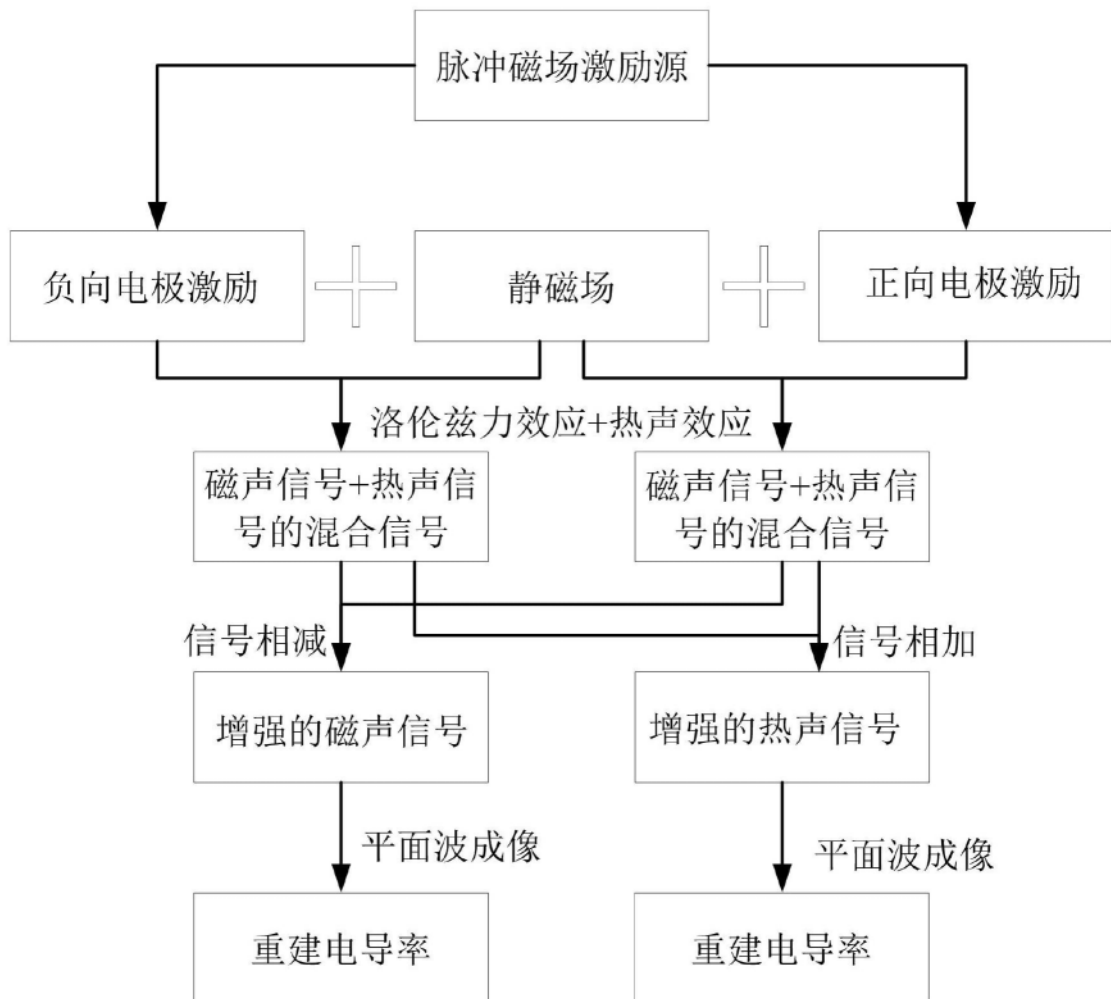 脉冲磁场激励源
负向电极激励
静磁场
正向电极激励
洛伦兹力效应+热声效应
磁声信号+热声信
号的混合信号
磁声信号+热声信
号的混合信号
信号相减
信号相加
增强的磁声信号
增强的热声信号
平面波成像
平面波成像
重建电导率
重建电导率